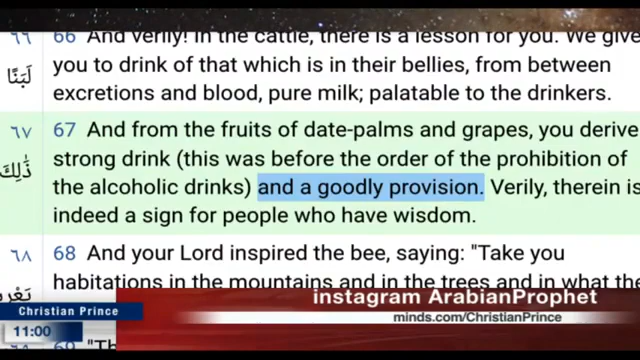 ٦٦ 66 And verily! In the cattle, there is a lesson for you. We give
لَبَنًا you to drink of that which is in their bellies, from between
excretions and blood, pure milk; palatable to the drinkers.
٦٧ 67 And from the fruits of date-palms and grapes, you derive
strong drink (this was before the order of the prohibition of
ذَٰلِكَ the alcoholic drinks) and a goodly provision. Verily, therein is
indeed a sign for people who have wisdom.
٦٨ 68 And your Lord inspired the bee, saying: "Take you
habitations in the mountains and in the trees and in what the
instagram ArabianProphet
Christian Prince
minds.com/ChristianPrince
11:00
69 "Th